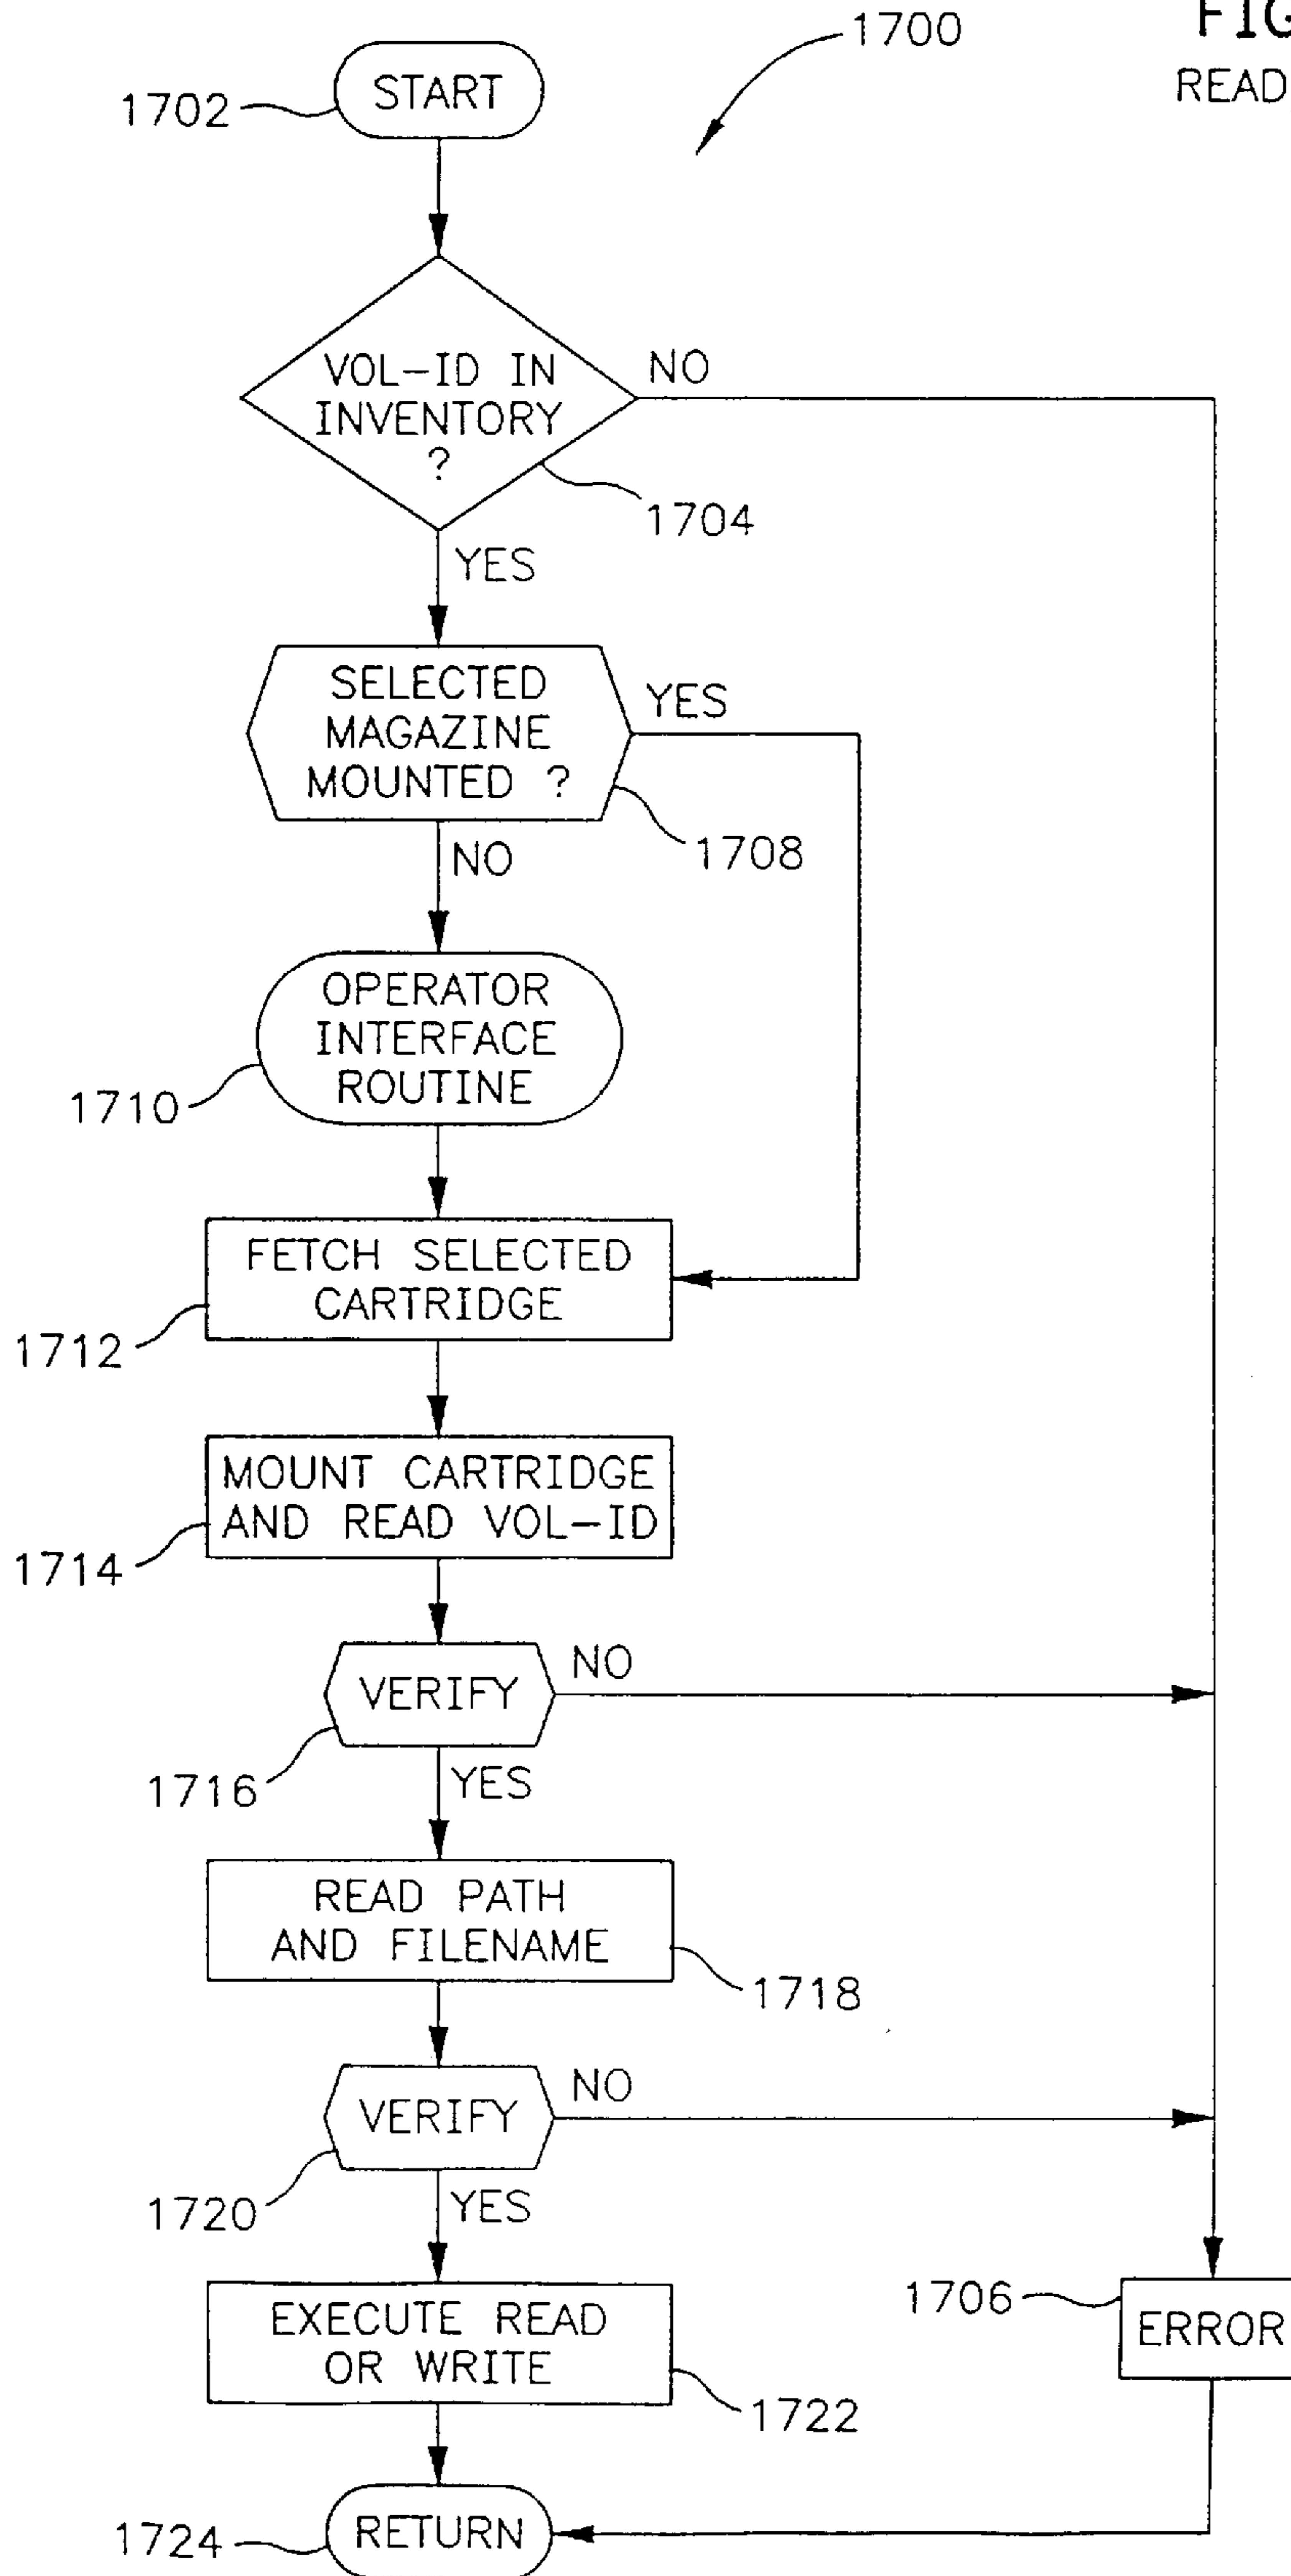 FIG
1700
READ
START
1702
VOL-ID IN
INVENTORY
?
NO
1704
YES
SELECTED
MAGAZINE
MOUNTED ?
YES
1708
NO
OPERATOR
INTERFACE
ROUTINE
1710
FETCH SELECTED
CARTRIDGE
1712
MOUNT CARTRIDGE
AND READ VOL-ID
1714
VERIFY
NO
1716
YES
READ PATH
AND FILENAME
1718
VERIFY
NO
1720
YES
EXECUTE READ
OR WRITE
1722
1706
ERROR
RETURN
1724